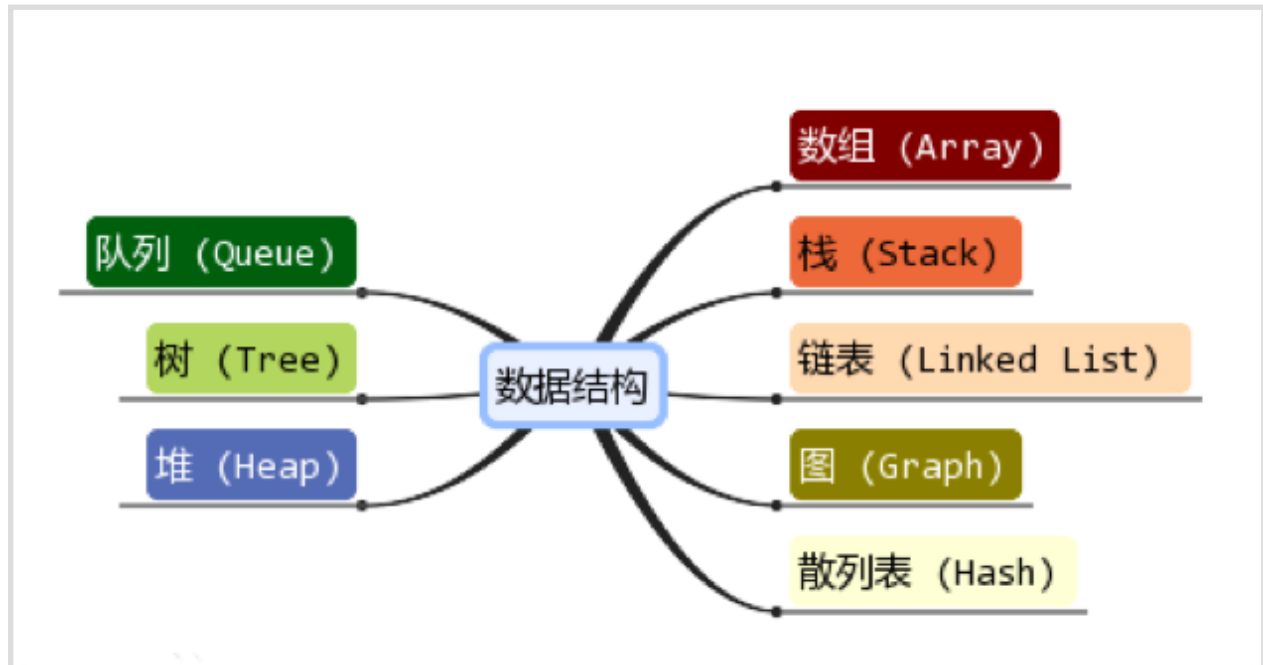 数组 (Array)
队列 (Queue)
栈 (Stack)
树 (Tree)
链表 (Linked List)
数据结构
堆 (Heap)
图 (Graph)
散列表 (Hash)